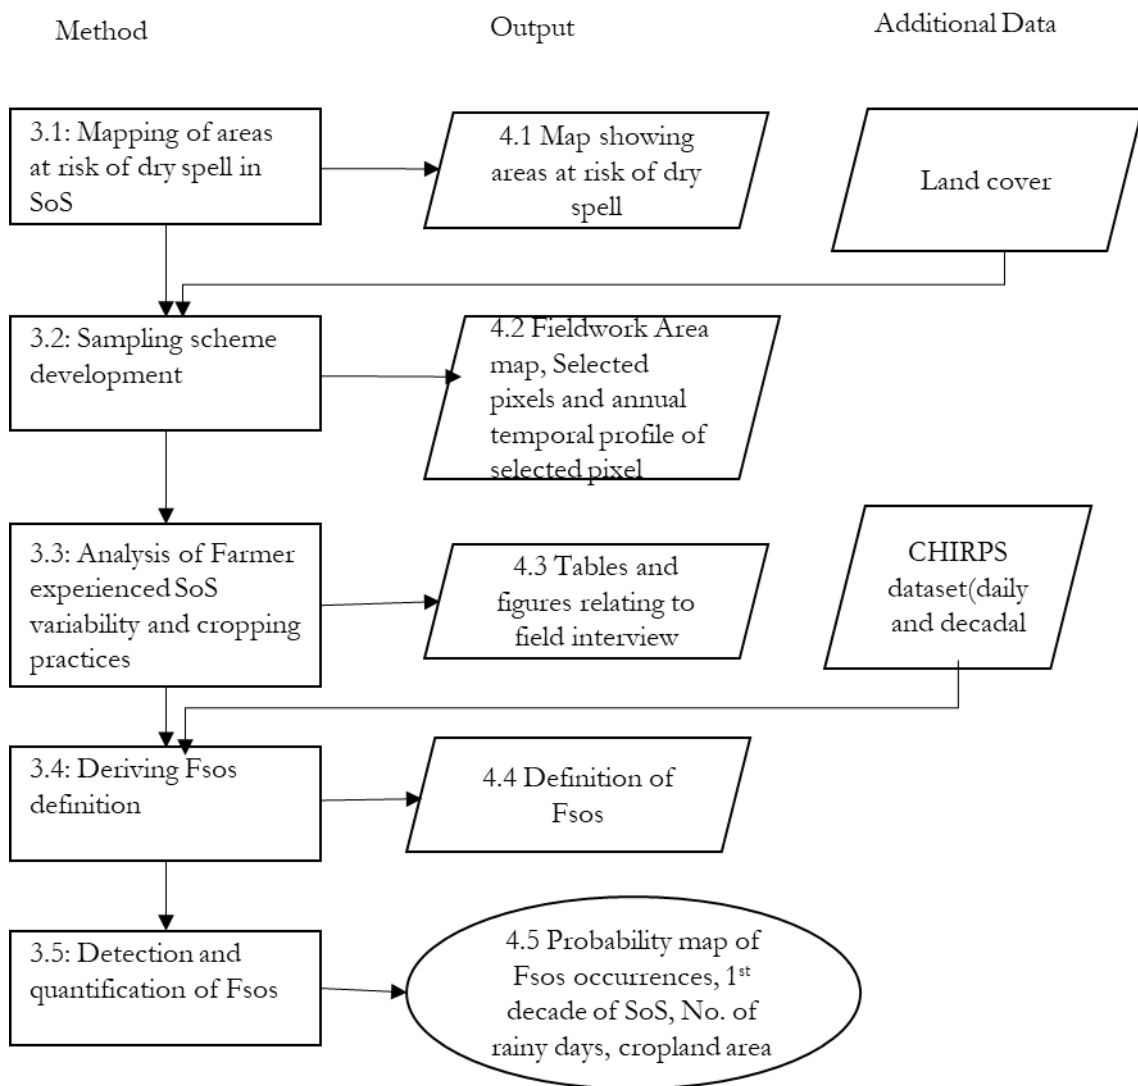 Method
Output
Additional Data
3.1: Mapping of areas
at risk of dry spell in
SoS
4.1 Map showing
areas at risk of dry
spell
Land cover
3.2: Sampling scheme
development
4.2 Fieldwork Area
map, Selected
pixels and annual
temporal profile of
selected pixel
3.3: Analysis of Farmer
experienced SoS
variability and cropping
practices
4.3 Tables and
figures relating to
field interview
CHIRPS
dataset(daily
and decadal
3.4: Deriving Fsos
definition
4.4 Definition of
Fsos
3.5: Detection and
quantification of Fsos
4.5 Probability map of
Fsos occurrences, 1st
decade of SoS, No. of
rainy days, cropland area